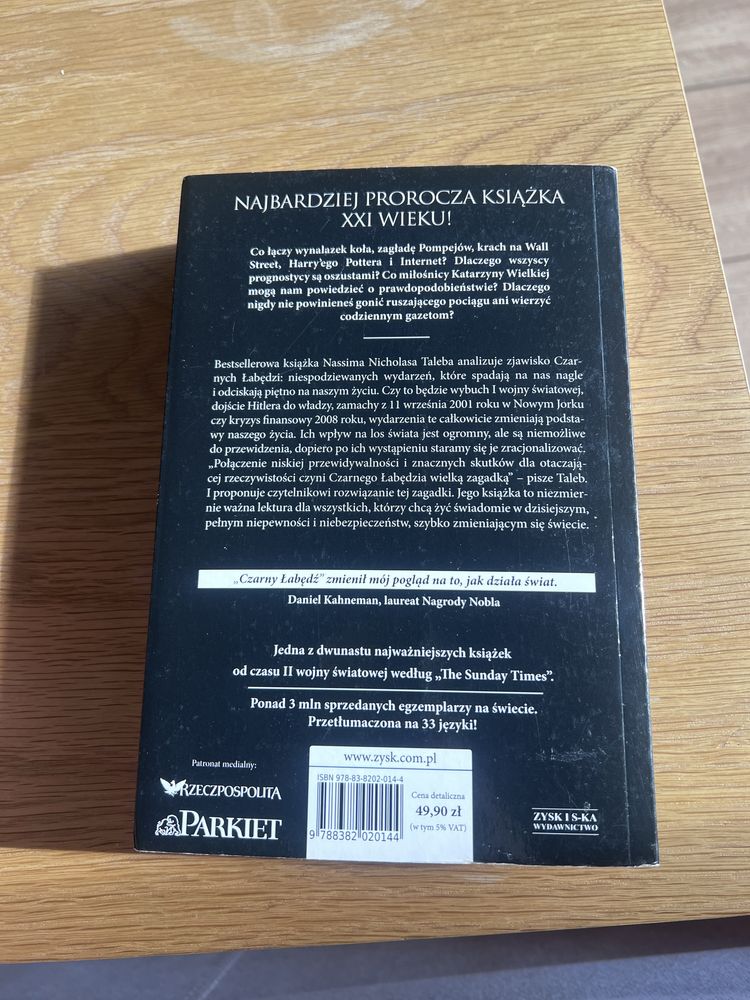 NAJBARDZIEJ PROROCZA KSIĄŻKA
XXI WIEKU!
Co łączy wynalazek koła, zagładę Pompejów, krach na Wall
Street, Harry'ego Pottera i Internet? Dlaczego wszyscy
prognostycy są oszustami? Co miłośnicy Katarzyny Wielkiej
mogą nam powiedzieć o prawdopodobieństwie? Dlaczego
nigdy nie powinieneś gonić ruszającego pociągu ani wierzyć
codziennym gazetom?
Bestsellerowa książka Nassima Nicholasa Taleba analizuje zjawisko Czar-
nych Łabędzi: niespodziewanych wydarzeń, które spadają na nas nagle
i odciskają piętno na naszym życiu. Czy to będzie wybuch I wojny światowej,
dojście Hitlera do władzy, zamachy z 11 września 2001 roku w Nowym Jorku
czy kryzys finansowy 2008 roku, wydarzenia te całkowicie zmieniają podsta-
wy naszego życia. Ich wpływ na los świata jest ogromny, ale są niemożliwe
do przewidzenia, dopiero po ich wystąpieniu staramy się je zracjonalizować.
„Połączenie niskiej przewidywalności i znacznych skutków dla otaczają-
cej rzeczywistości czyni Czarnego Łabędzia wielką zagadką” – pisze Taleb.
I proponuje czytelnikowi rozwiązanie tej zagadki. Jego książka to niezmier-
nie ważna lektura dla wszystkich, którzy chcą żyć świadomie w dzisiejszym,
pełnym niepewności i niebezpieczeństw, szybko zmieniającym się świecie.
„Czarny Łabędź” zmienił mój pogląd na to, jak działa świat.
Daniel Kahneman, laureat Nagrody Nobla
Jedna z dwunastu najważniejszych książek
od czasu II wojny światowej według „The Sunday Times”.
Ponad 3 mln sprzedanych egzemplarzy na świecie.
Przetłumaczona na 33 języki!
Patronat medialny:
RZECZPOSPOLITA
PARKIET
www.zysk.com.pl
ISBN 978-83-8202-014-4
9 788382 020144
Cena detaliczna
49,90 zł
(w tym 5% VAT)
ZYSK I S-KA
WYDAWNICTWO